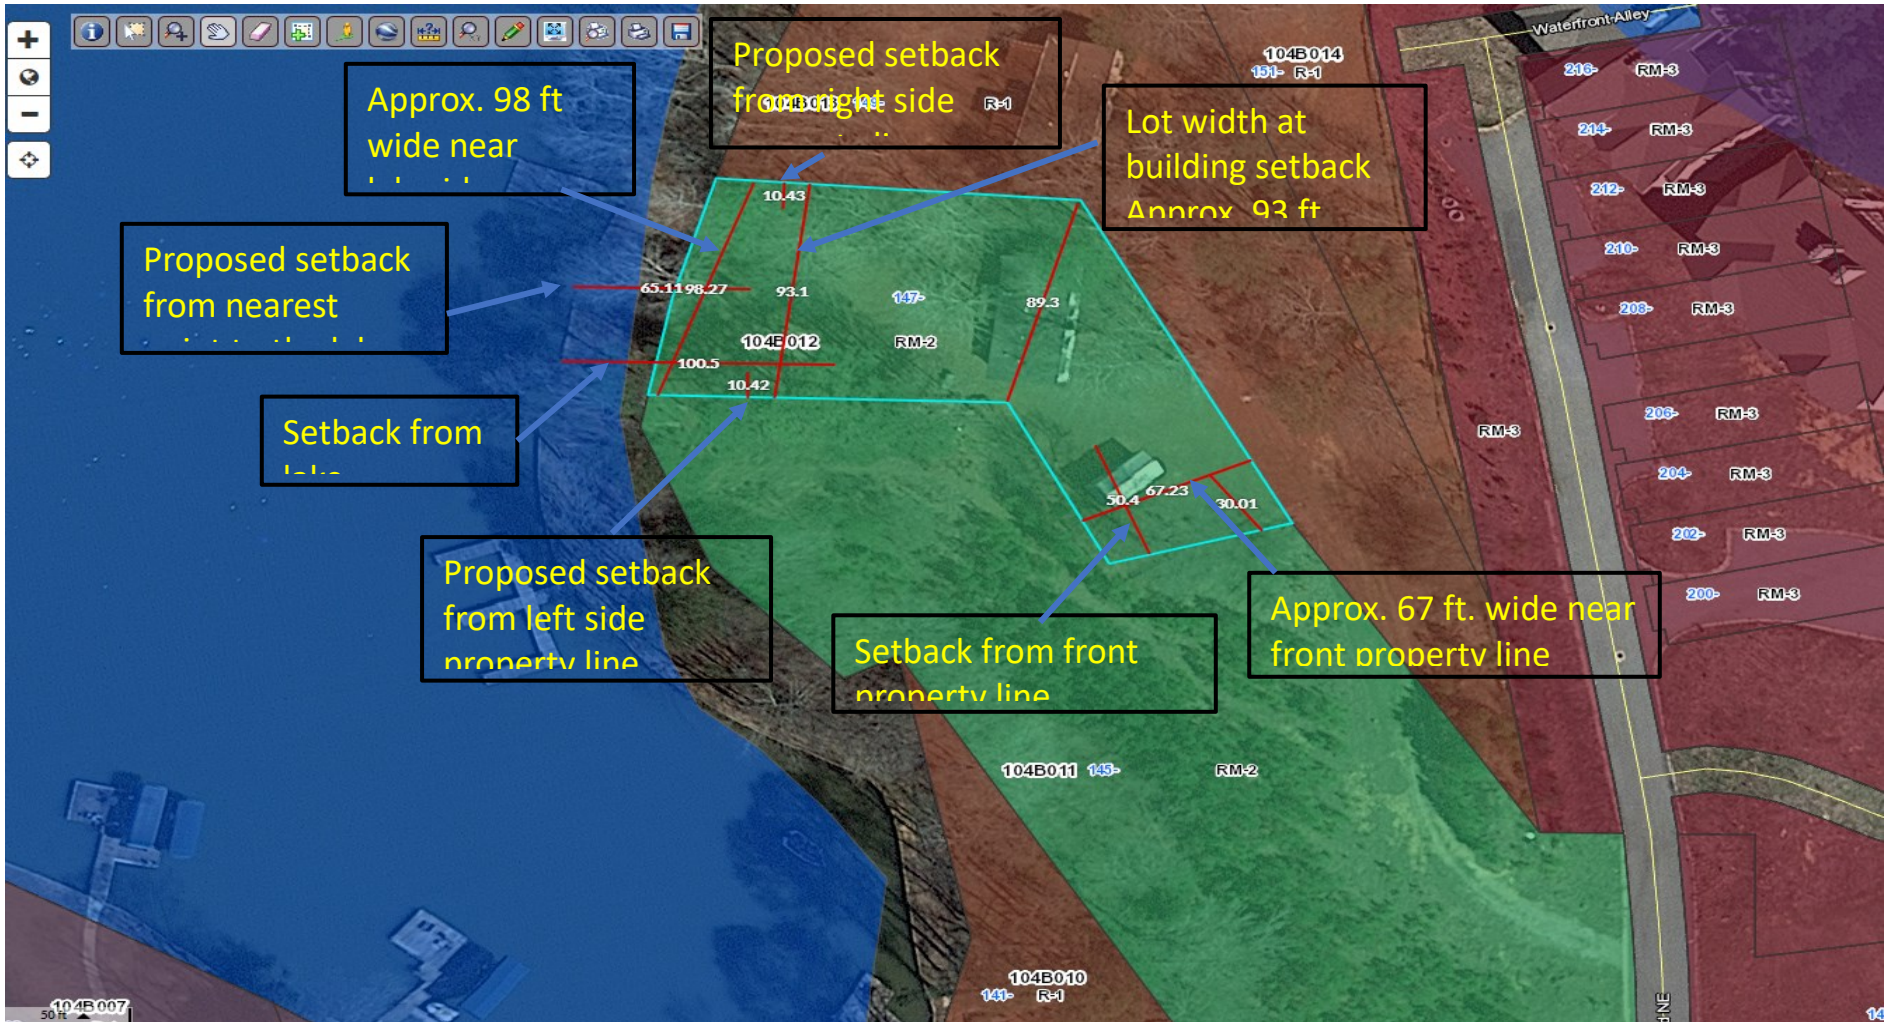 Waterfront Alley
Proposed setback
from right side
104B014
151- R-1
R-1
216- RM-3
Approx. 98 ft
wide near
Lot width at
building setback
Approx. 93 ft
214- RM-3
212- RM-3
10.43
Proposed setback
from nearest
210- RM-3
65.11 98.27
93.1
147-
89.3
208- RM-3
104B012
RM-2
100.5
10.42
Setback from
lake
206- RM-3
RM-3
204- RM-3
50.4
67.23
30.01
202- RM-3
Proposed setback
from left side
property line
Setback from front
property line
Approx. 67 ft. wide near
front property line
200- RM-3
104B011 145- RM-2
104B010
141- R-1
104B007
50 ft
NE
14